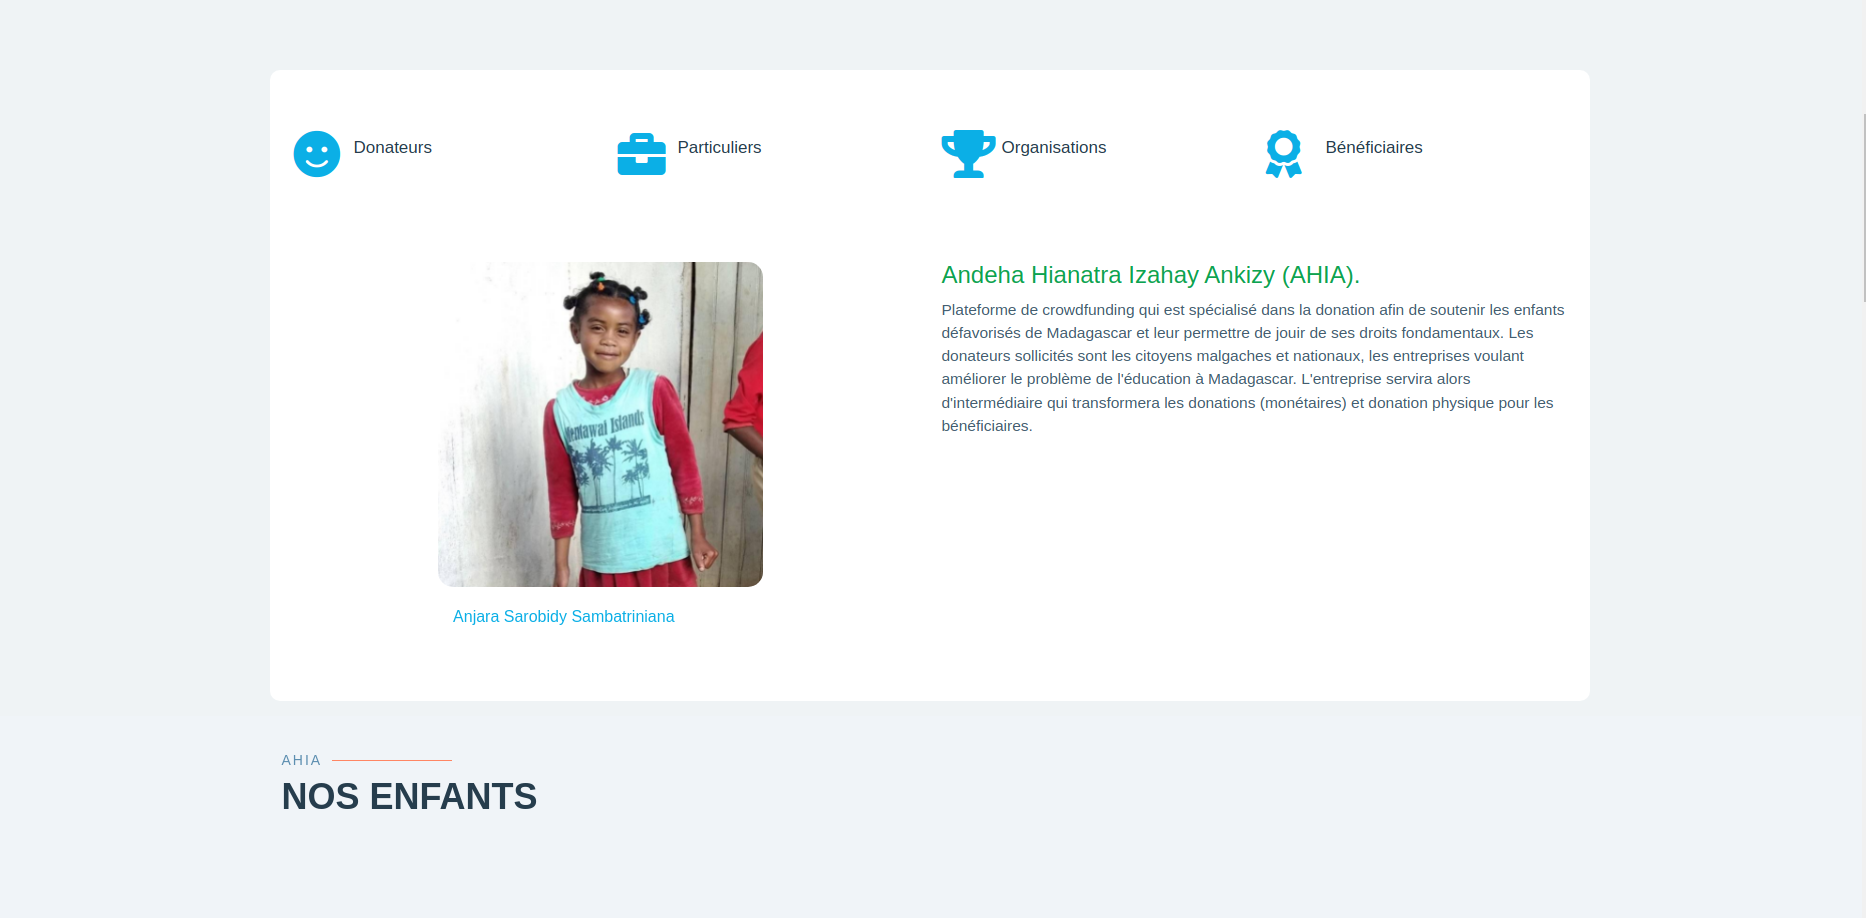 Donateurs
Particuliers
Organisations
Bénéficiaires
Andeha Hianatra Izahay Ankizy (AHIA).
Plateforme de crowdfunding qui est spécialisé dans la donation afin de soutenir les enfants
défavorisés de Madagascar et leur permettre de jouir de ses droits fondamentaux. Les
donateurs sollicités sont les citoyens malgaches et nationaux, les entreprises voulant
améliorer le problème de l'éducation à Madagascar. L'entreprise servira alors
d'intermédiaire qui transformera les donations (monétaires) et donation physique pour les
bénéficiaires.
Islands
Anjara Sarobidy Sambatriniana
AHIA
NOS ENFANTS